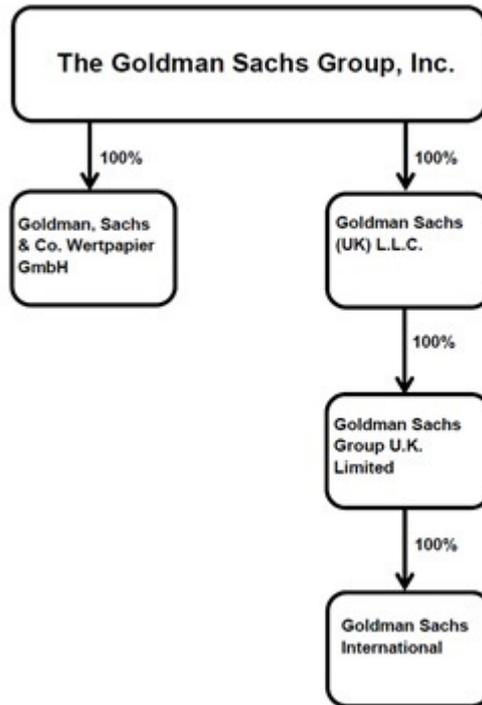 The Goldman Sachs Group, Inc.
100%
100%
Goldman, Sachs
& Co. Wertpapier
GmbH
Goldman Sachs
(UK) L.L.C.
100%
Goldman Sachs
Group U.K.
Limited
100%
Goldman Sachs
International